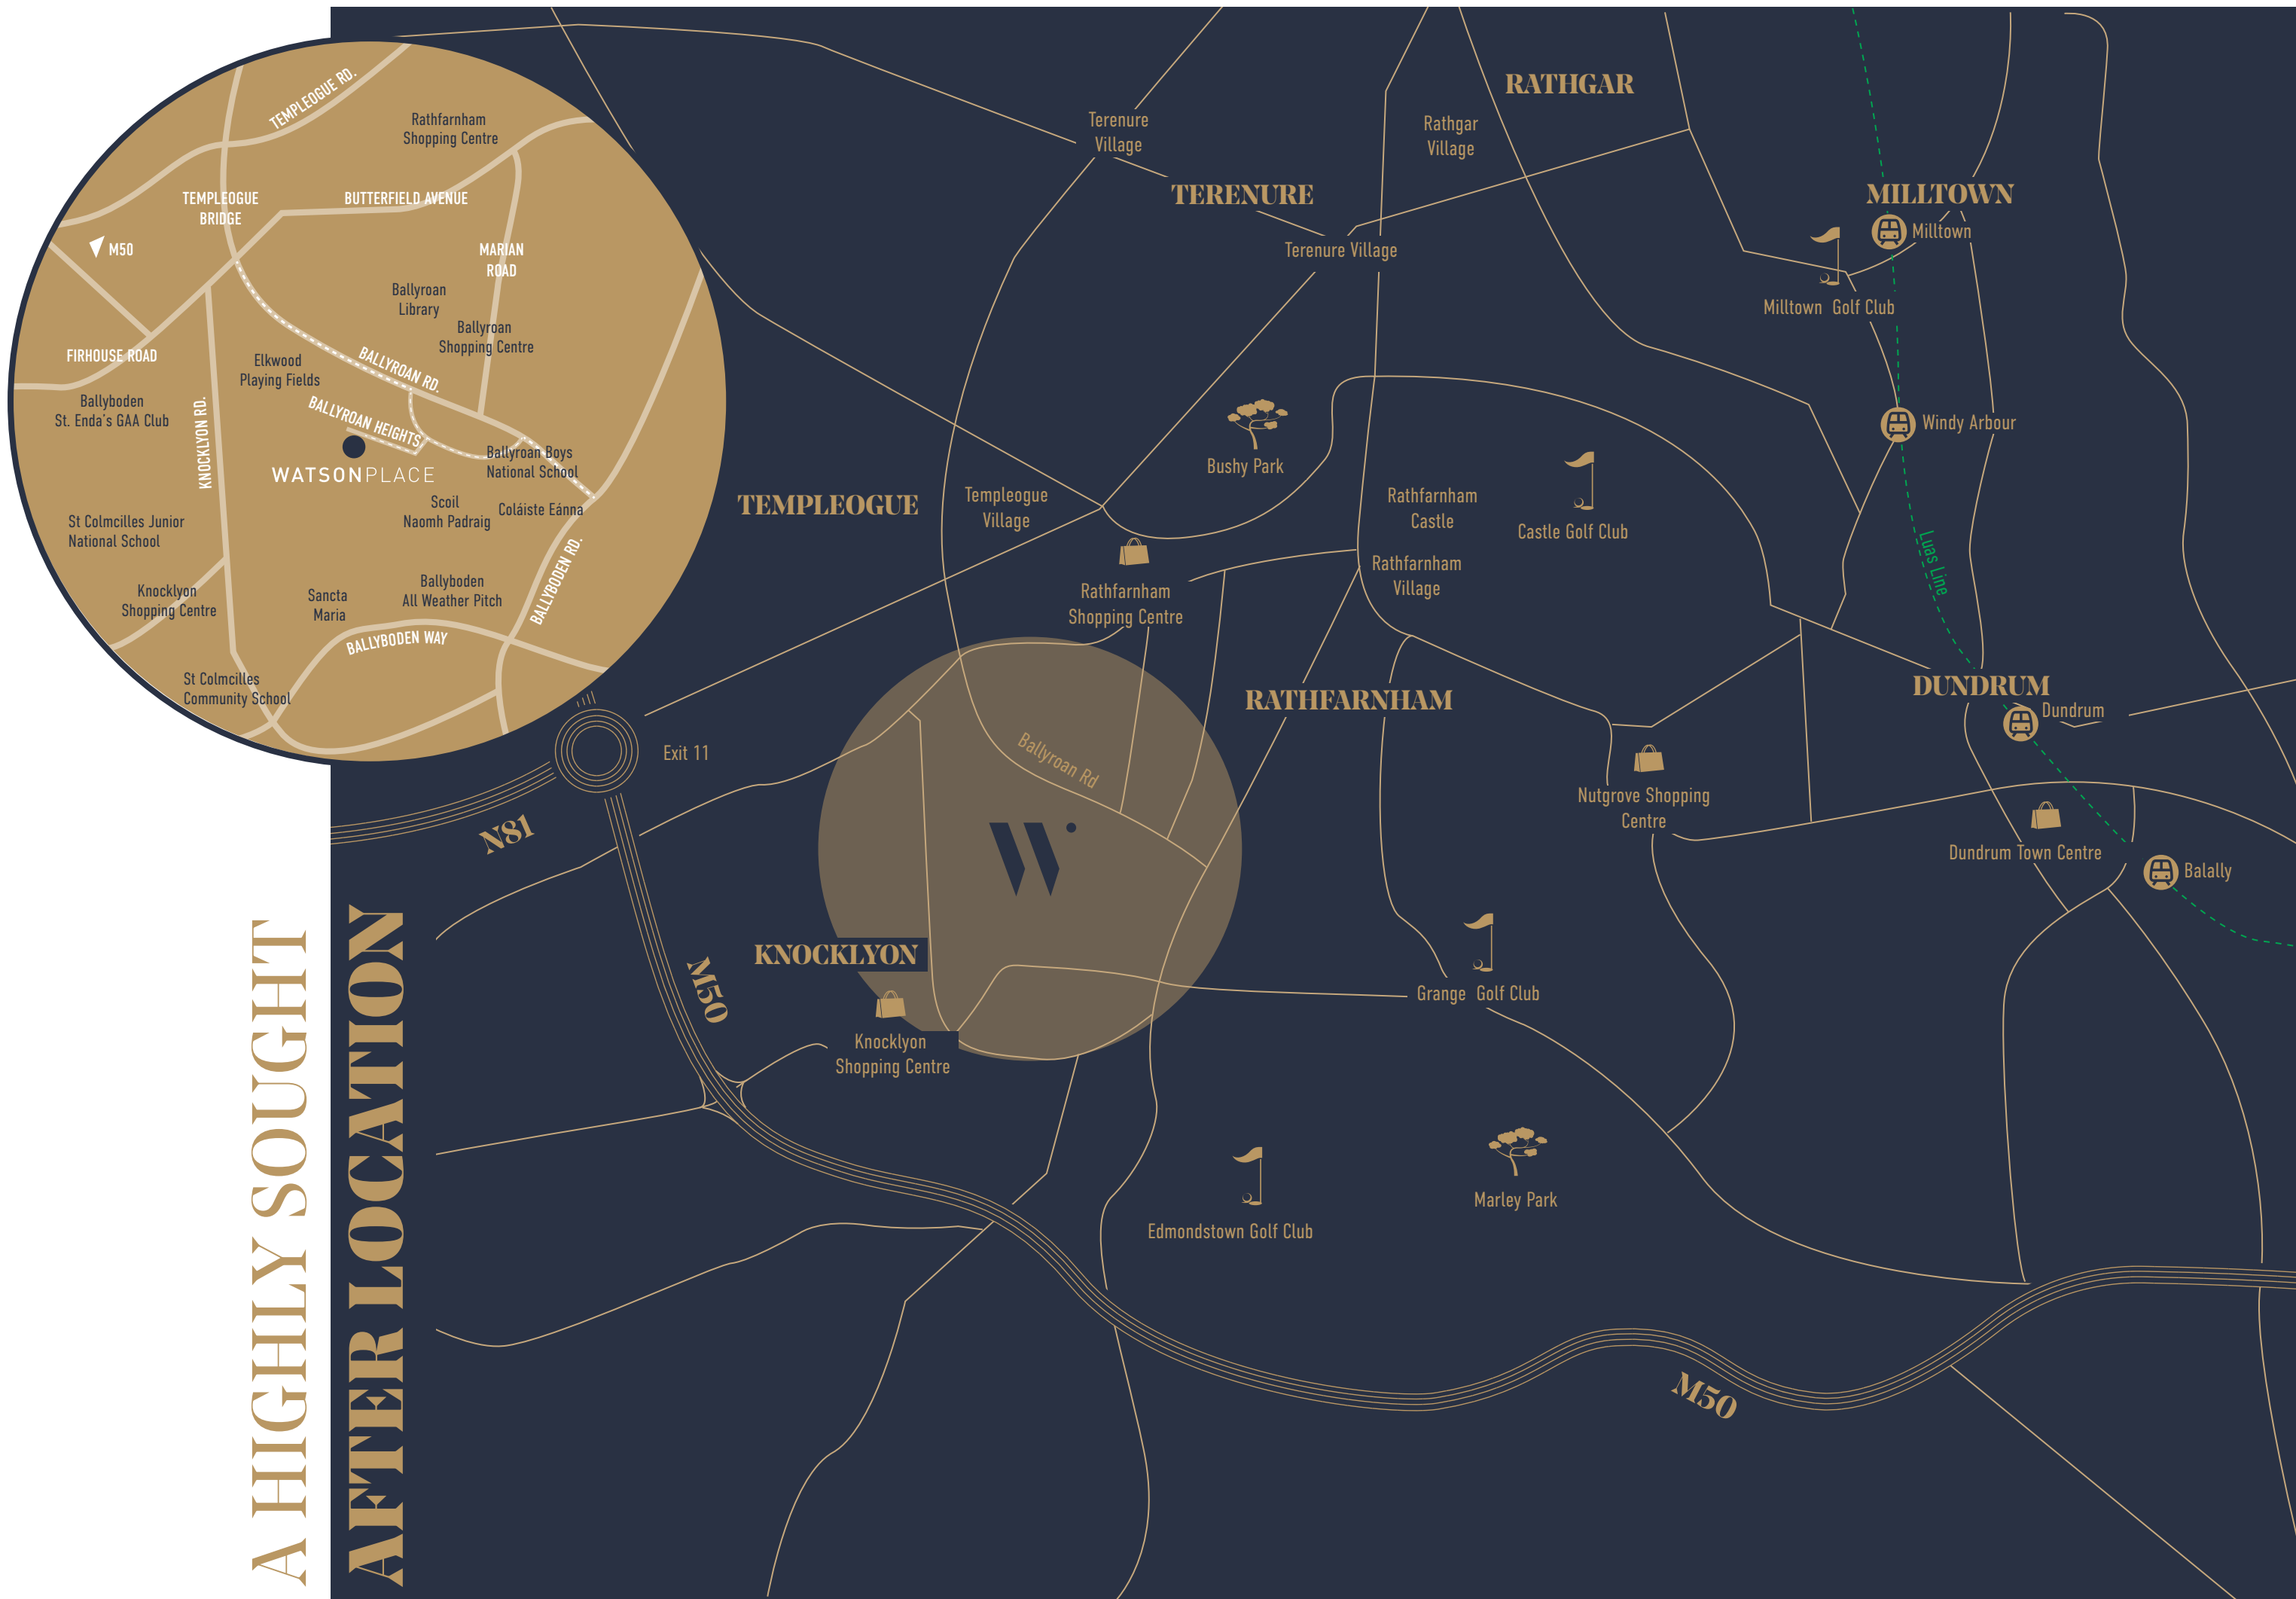 A HIGHLY SOUGHT
AFTER LOCATION
TEMPLEOGUE RD.
Rathfarnham
Shopping Centre
TEMPLEOGUE
BRIDGE
BUTTERFIELD AVENUE
M50
MARIAN
ROAD
Ballyroan
Library
Ballyroan
Shopping Centre
FIRHOUSE ROAD
Elkwood
Playing Fields
BALLYROAN RD.
Ballyboden
St. Enda's GAA Club
KNOCKLYON RD.
BALLYROAN HEIGHTS
WATSONPLACE
Ballyroan Boys
National School
Scoil
Naomh Padraig
Coláiste Eánna
St Colmcilles Junior
National School
BALLYBODEN RD.
Knocklyon
Shopping Centre
Sancta
Maria
Ballyboden
All Weather Pitch
BALLYBODEN WAY
St Colmcilles
Community School
RATHGAR
Terenure
Village
Rathgar
Village
TERENURE
MILLTOWN
Milltown
Terenure Village
Milltown Golf Club
Windy Arbour
Bushy Park
TEMPLEOGUE
Templeogue
Village
Rathfarnham
Castle
Castle Golf Club
Luas Line
Rathfarnham
Village
Rathfarnham
Shopping Centre
RATHFARNHAM
DUNDRUM
Dundrum
Exit 11
Ballyroan Rd
Nutgrove Shopping
Centre
N81
Dundrum Town Centre
Balally
W
KNOCKLYON
M50
Grange Golf Club
Knocklyon
Shopping Centre
Marley Park
Edmondstown Golf Club
M50